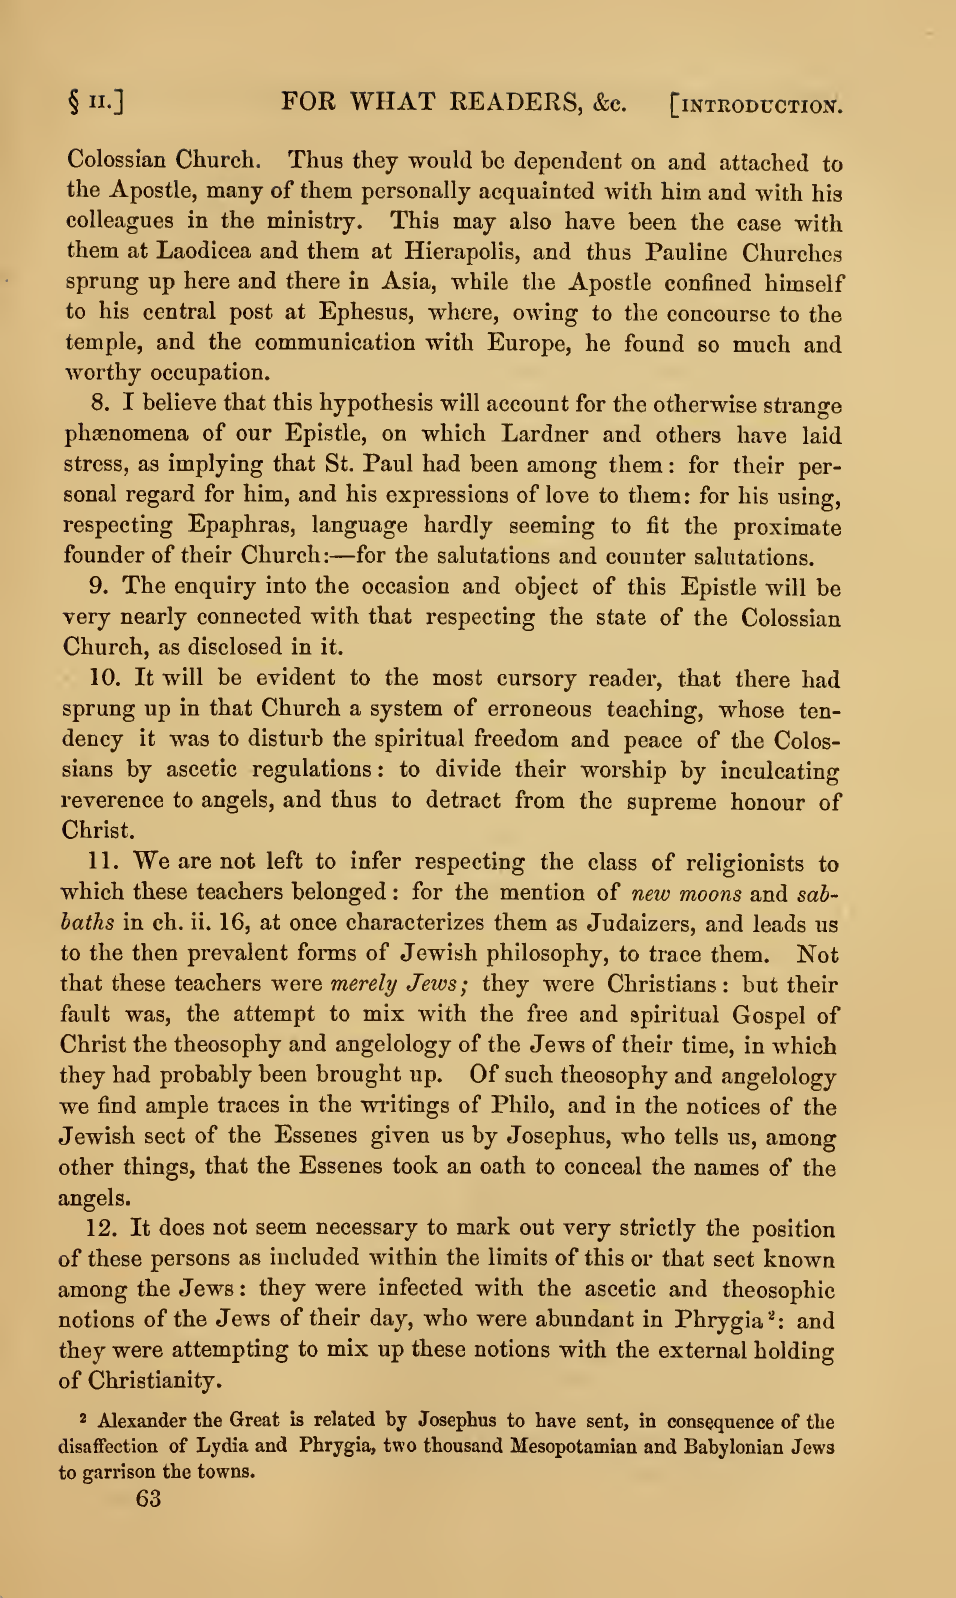 § II.] FOR WHAT READERS, &c. [INTRODUCTION.
Colossian Church. Thus they would be dependent on and attached to
the Apostle, many of them personally acquainted with him and with his
colleagues in the ministry. This may also have been the case with
them at Laodicea and them at Hierapolis, and thus Pauline Churches
sprung up here and there in Asia, while the Apostle confined himself
to his central post at Ephesus, where, owing to the concourse to the
temple, and the communication with Europe, he found so much and
worthy occupation.
8. I believe that this hypothesis will account for the otherwise strange
phænomena of our Epistle, on which Lardner and others have laid
stress, as implying that St. Paul had been among them: for their per-
sonal regard for him, and his expressions of love to them: for his using,
respecting Epaphras, language hardly seeming to fit the proximate
founder of their Church:—for the salutations and counter salutations.
9. The enquiry into the occasion and object of this Epistle will be
very nearly connected with that respecting the state of the Colossian
Church, as disclosed in it.
10. It will be evident to the most cursory reader, that there had
sprung up in that Church a system of erroneous teaching, whose ten-
dency it was to disturb the spiritual freedom and peace of the Colos-
sians by ascetic regulations: to divide their worship by inculcating
reverence to angels, and thus to detract from the supreme honour of
Christ.
11. We are not left to infer respecting the class of religionists to
which these teachers belonged: for the mention of new moons and sab-
baths in ch. ii. 16, at once characterizes them as Judaizers, and leads us
to the then prevalent forms of Jewish philosophy, to trace them. Not
that these teachers were merely Jews; they were Christians: but their
fault was, the attempt to mix with the free and spiritual Gospel of
Christ the theosophy and angelology of the Jews of their time, in which
they had probably been brought up. Of such theosophy and angelology
we find ample traces in the writings of Philo, and in the notices of the
Jewish sect of the Essenes given us by Josephus, who tells us, among
other things, that the Essenes took an oath to conceal the names of the
angels.
12. It does not seem necessary to mark out very strictly the position
of these persons as included within the limits of this or that sect known
among the Jews: they were infected with the ascetic and theosophic
notions of the Jews of their day, who were abundant in Phrygia²: and
they were attempting to mix up these notions with the external holding
of Christianity.
² Alexander the Great is related by Josephus to have sent, in consequence of the
disaffection of Lydia and Phrygia, two thousand Mesopotamian and Babylonian Jews
to garrison the towns.
63